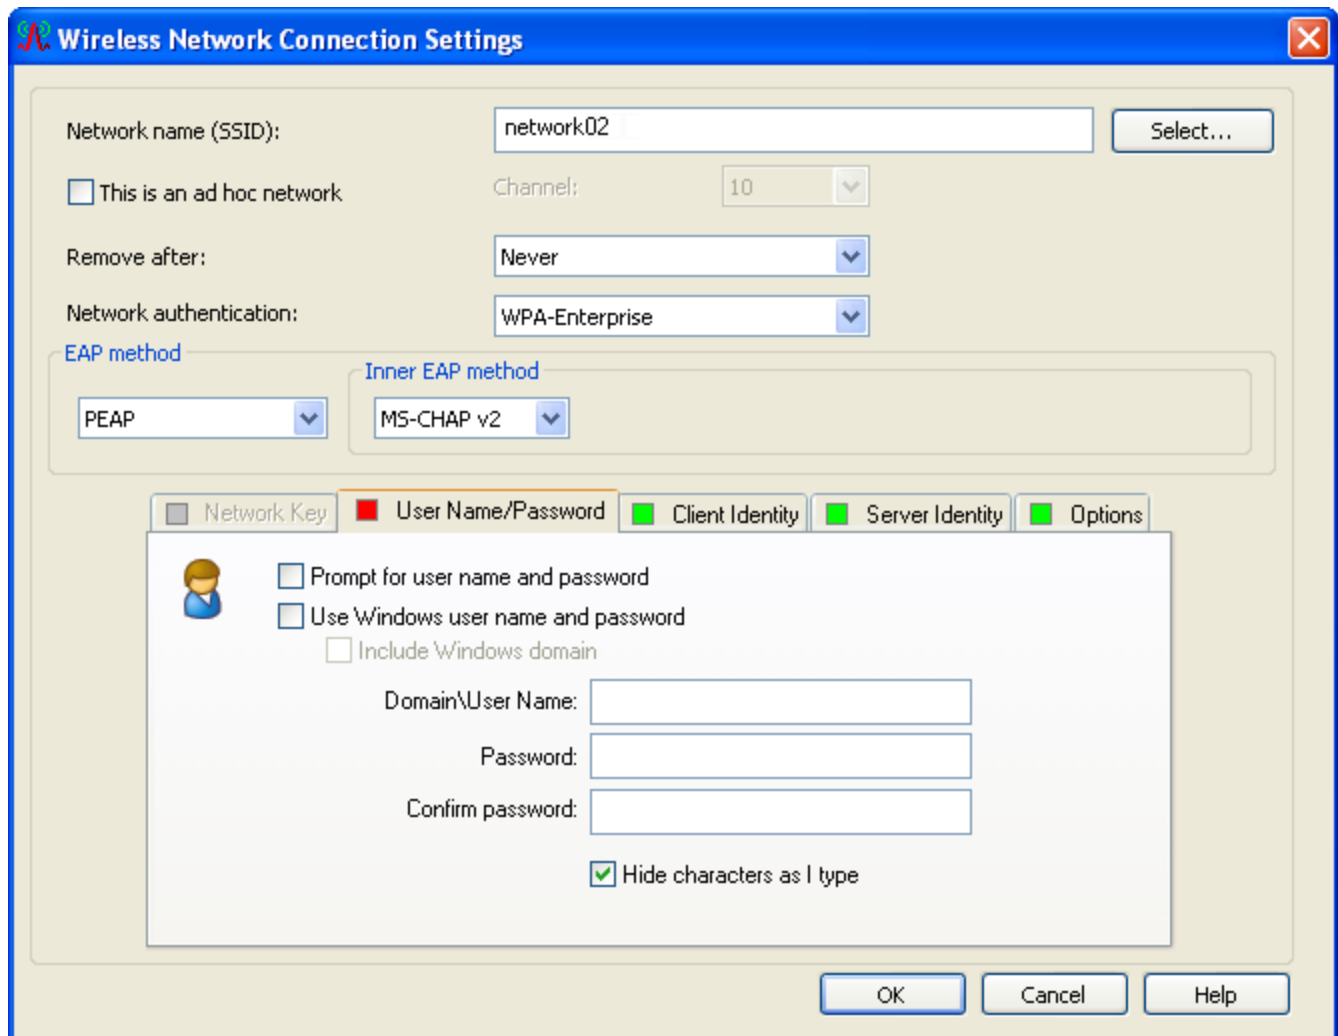 Wireless Network Connection Settings
Network name (SSID): network02 Select...
This is an ad hoc network Channel: 10
Remove after: Never
Network authentication: WPA-Enterprise
EAP method
Inner EAP method
PEAP MS-CHAP v2
Network Key User Name/Password Client Identity Server Identity Options
Prompt for user name and password
Use Windows user name and password
Include Windows domain
Domain\User Name:
Password:
Confirm password:
Hide characters as I type
OK Cancel Help